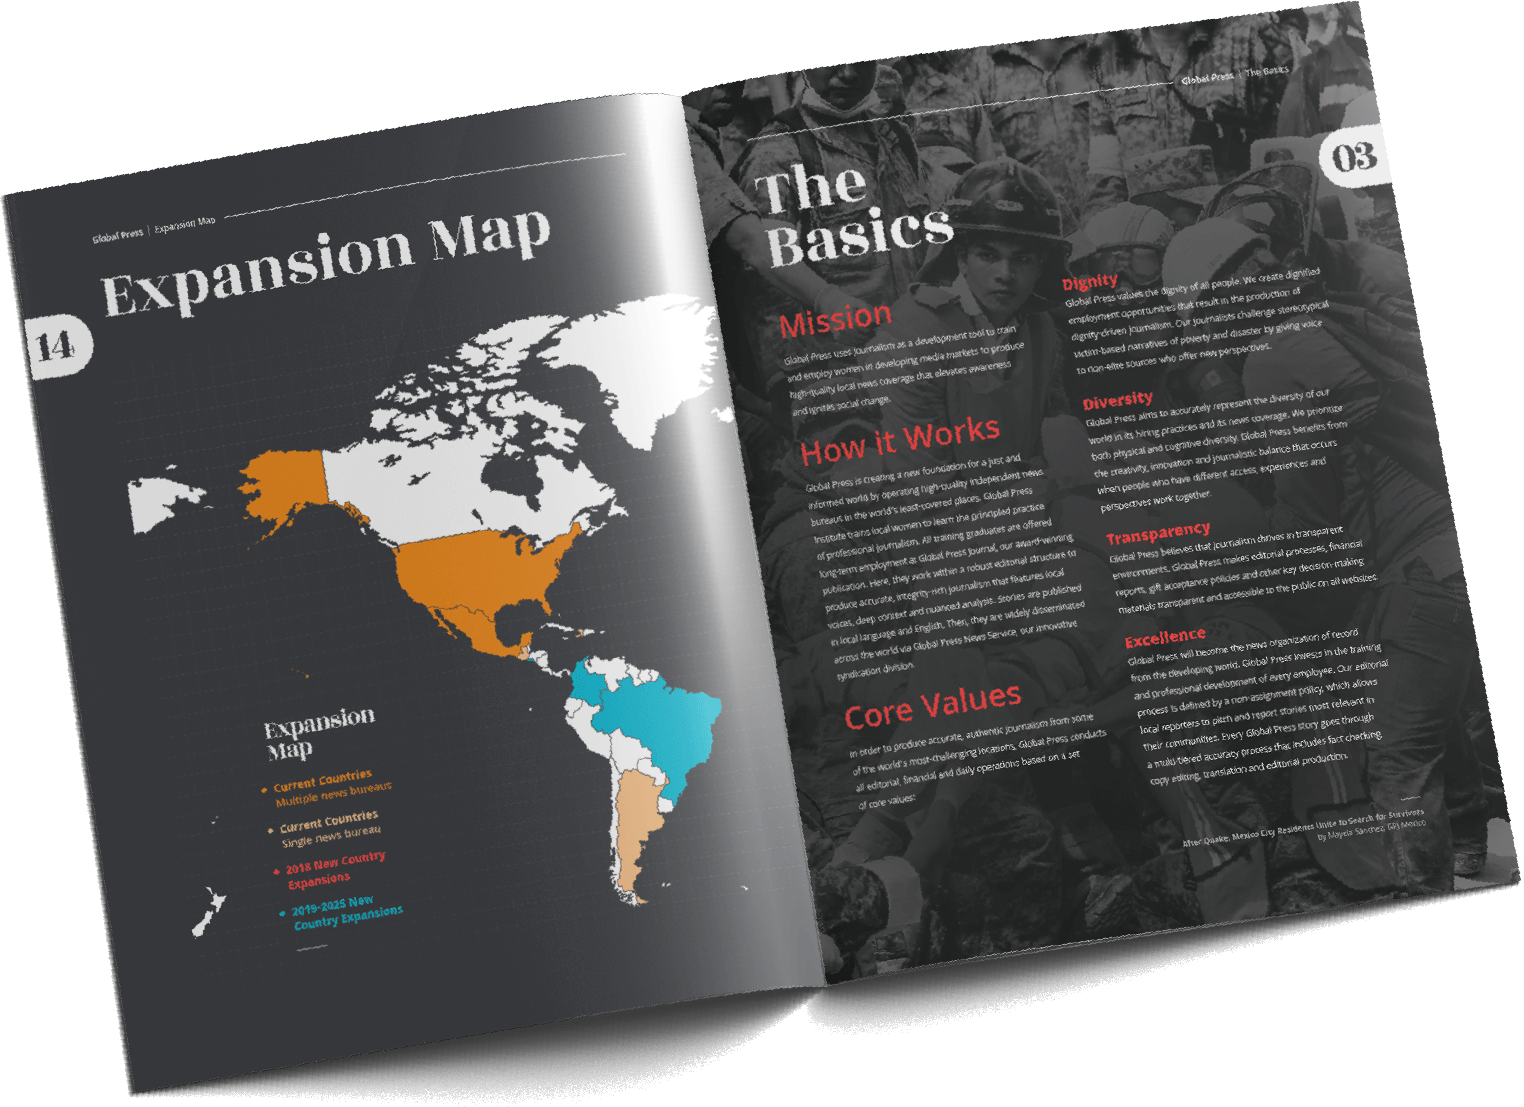 Global Press | Expansion Map
Expansion Map
14
Expansion
Map
Current Countries
Multiple news bureaus
Current Countries
Single news bureau
2018 New Country
Expansions
2019-2025 New
Country Expansions
Global Press | The Basics
03
The
Basics
Mission
Global Press uses journalism as a development tool to train
and employ women in developing media markets to produce
high-quality local news coverage that elevates awareness
and ignites social change.
How it Works
Global Press is creating a new foundation for a just and
informed world by operating high-quality independent news
bureaus in the world's least-covered places. Global Press
Institute trains local women to learn the principled practice
of professional journalism. All training graduates are offered
long-term employment at Global Press Journal, our award-winning
publication. Here, they work within a robust editorial structure to
produce accurate, integrity-rich journalism that features local
voices, deep context and nuanced analysis. Stories are published
in local language and English. Then, they are widely disseminated
across the world via Global Press News Service, our innovative
syndication division.
Core Values
In order to produce accurate, authentic journalism from some
of the world's most-challenging locations, Global Press conducts
all editorial, financial and daily operations based on a set
of core values:
Dignity
Global Press values the dignity of all people. We create dignified
employment opportunities that result in the production of
dignity-driven journalism. Our journalists challenge stereotypical
victim-based narratives of poverty and disaster by giving voice
to non-elite sources who offer new perspectives.
Diversity
Global Press aims to accurately represent the diversity of our
world in its hiring practices and its news coverage. We prioritize
both physical and cognitive diversity. Global Press benefits from
the creativity, innovation and journalistic balance that occurs
when people who have different access, experiences and
perspectives work together.
Transparency
Global Press believes that journalism thrives in transparent
environments. Global Press makes editorial processes, financial
reports, gift acceptance policies and other key decision-making
materials transparent and accessible to the public on all websites.
Excellence
Global Press will become the news organization of record
from the developing world. Global Press invests in the training
and professional development of every employee. Our editorial
process is defined by a non-assignment policy, which allows
local reporters to pitch and report stories most relevant in
their communities. Every Global Press story goes through
a multi-tiered accuracy process that includes fact checking,
copy editing, translation and editorial production.
After Quake, Mexico City Residents Unite to Search for Survivors
by Mayela Sánchez, GPJ Mexico